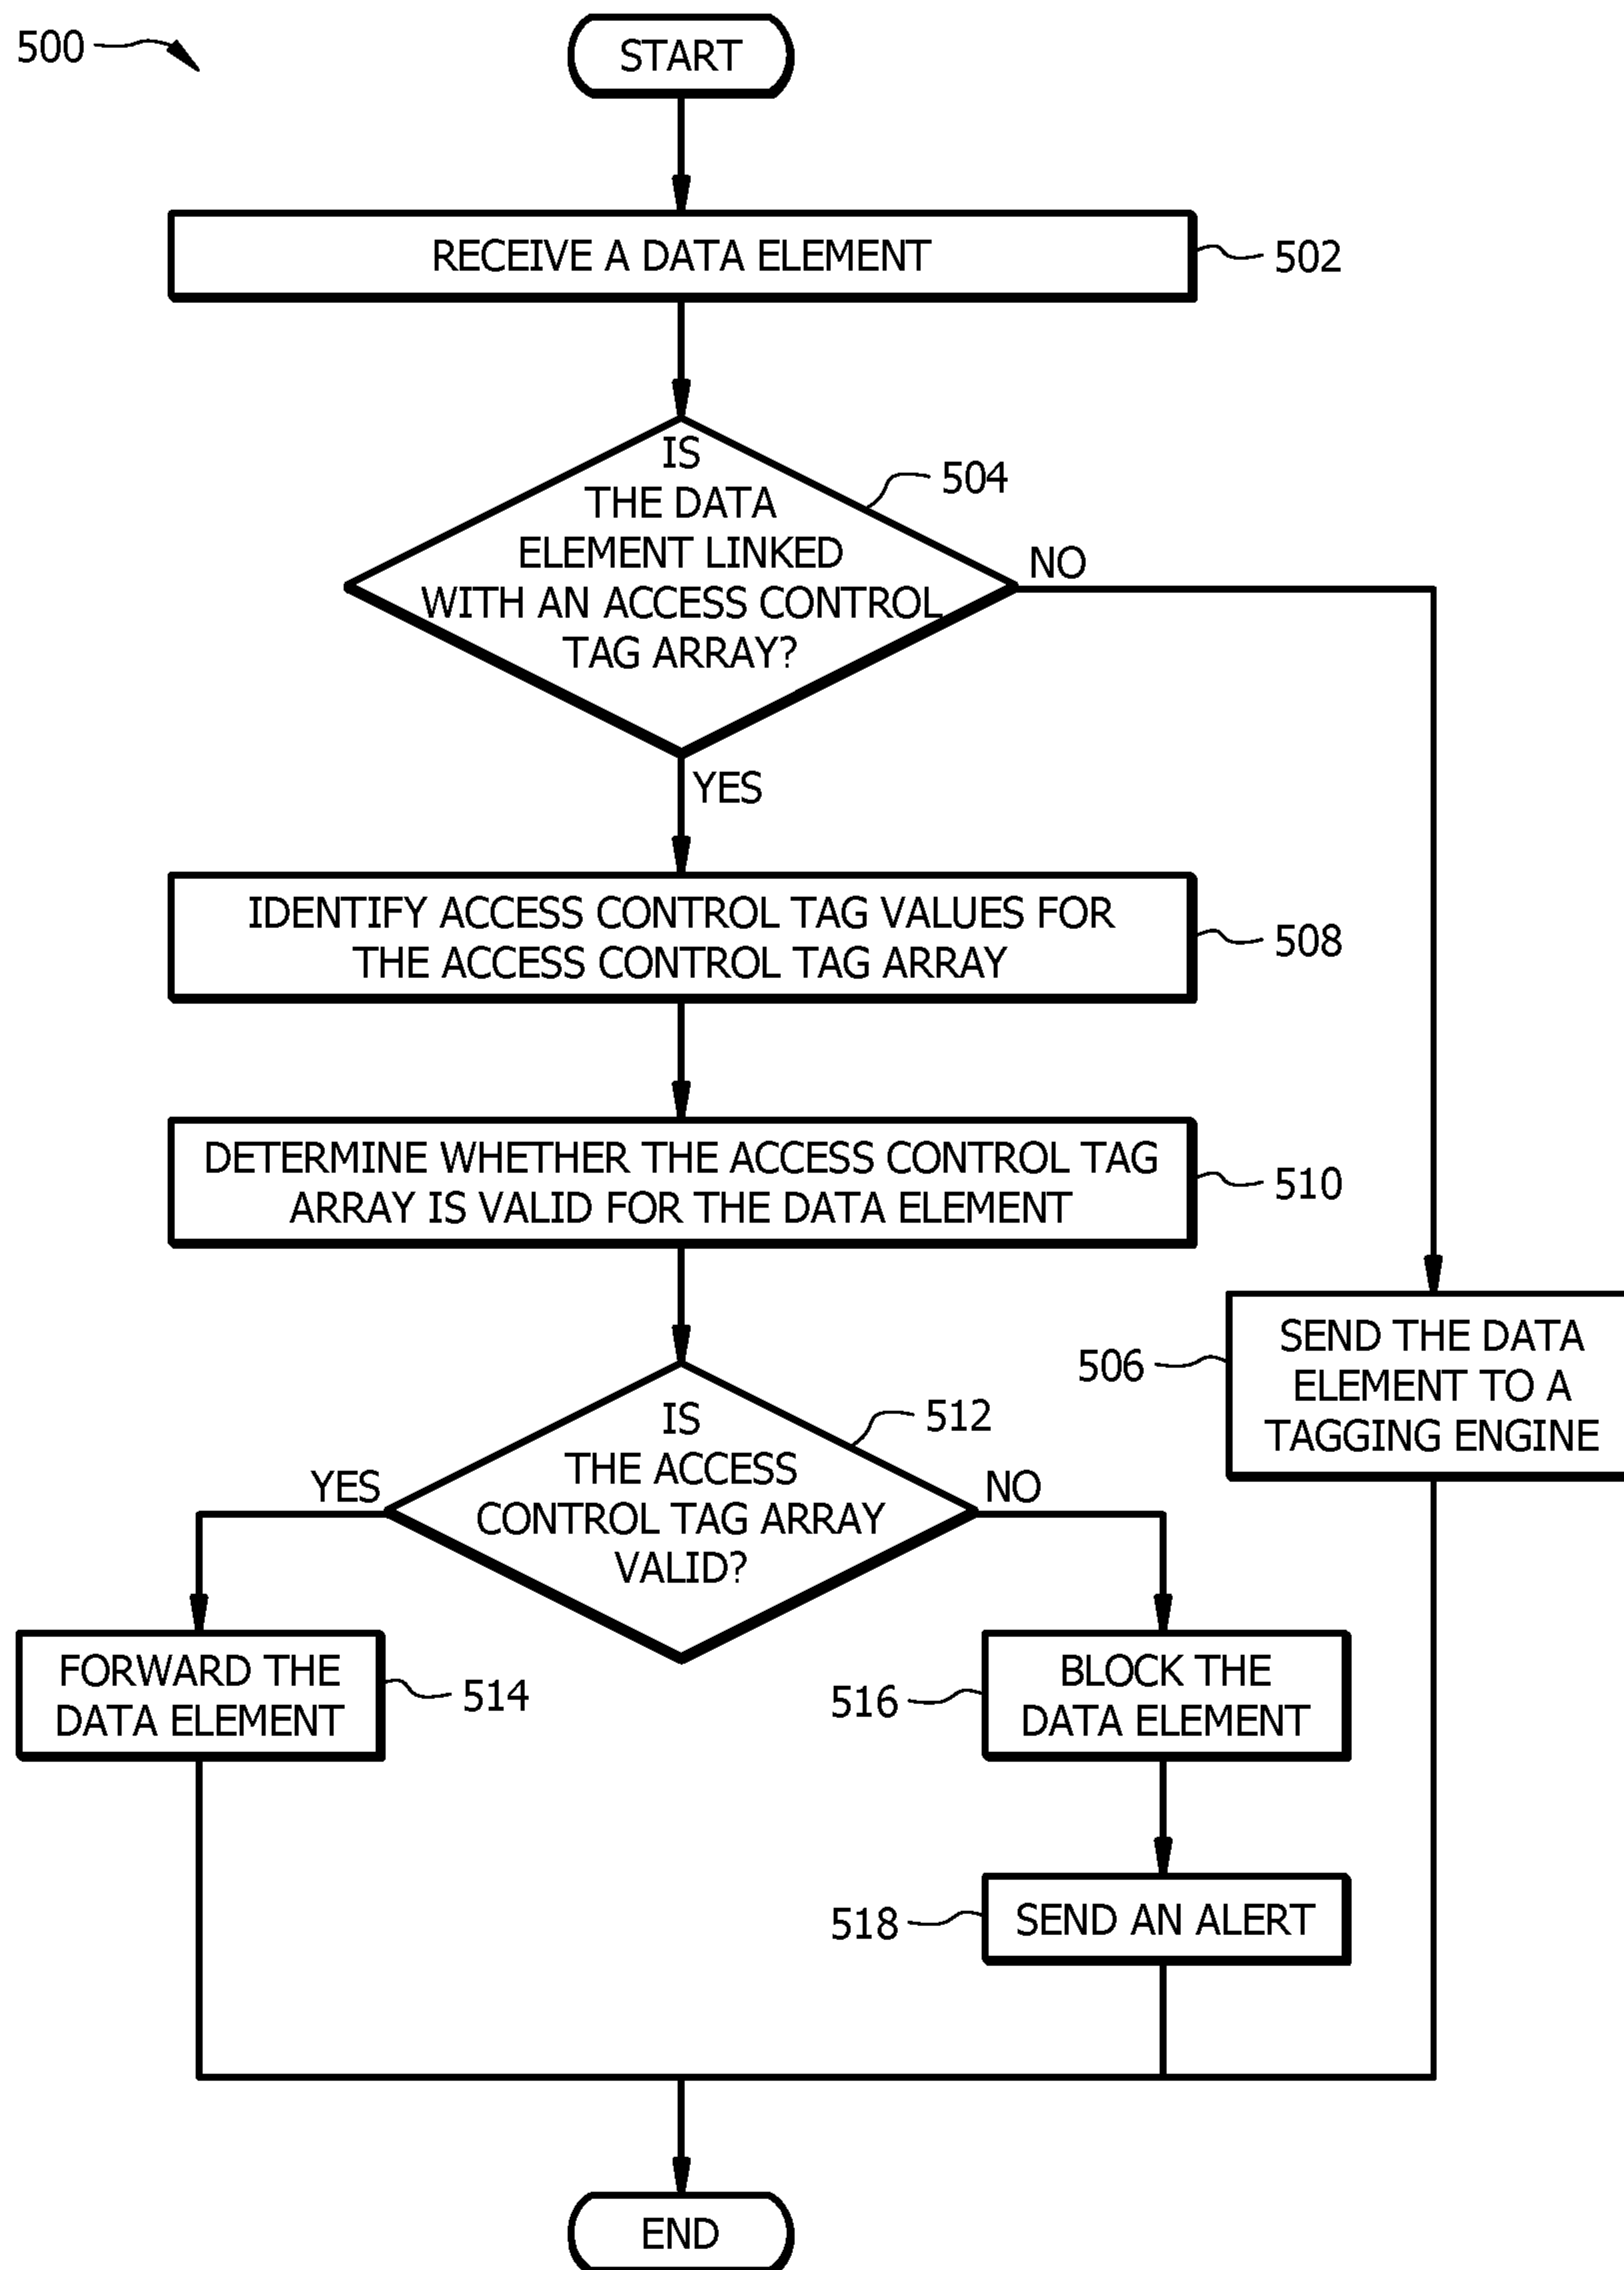 500
START
RECEIVE A DATA ELEMENT
502
IS
THE DATA
ELEMENT LINKED
WITH AN ACCESS CONTROL
TAG ARRAY?
504
NO
YES
IDENTIFY ACCESS CONTROL TAG VALUES FOR
THE ACCESS CONTROL TAG ARRAY
508
DETERMINE WHETHER THE ACCESS CONTROL TAG
ARRAY IS VALID FOR THE DATA ELEMENT
510
506
SEND THE DATA
ELEMENT TO A
TAGGING ENGINE
IS
THE ACCESS
CONTROL TAG ARRAY
VALID?
512
YES
NO
FORWARD THE
DATA ELEMENT
514
516
BLOCK THE
DATA ELEMENT
518
SEND AN ALERT
END